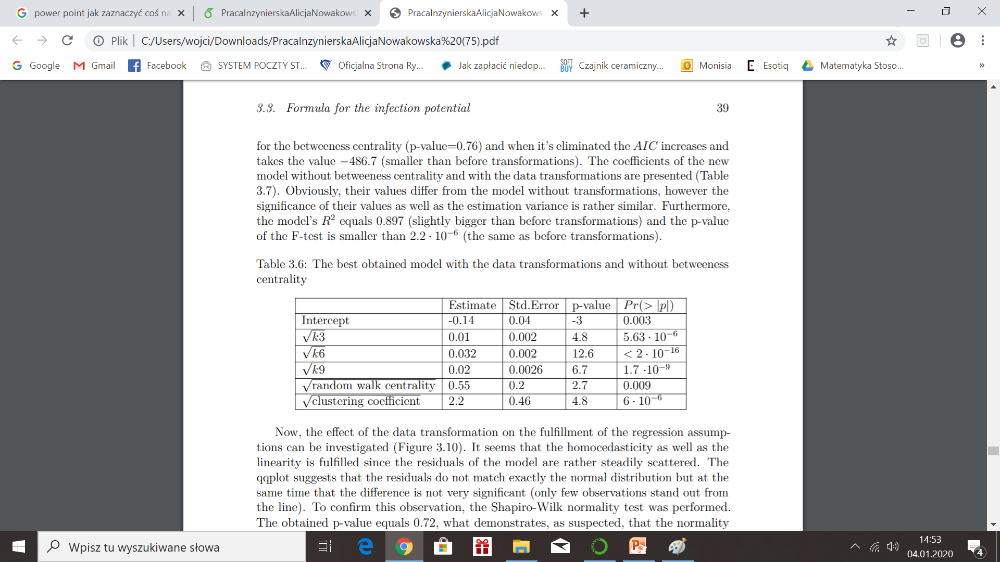 power point jak zaznaczyć coś na
PracaInzynierskaAlicjaNowakows
PracaInzynierskaAlicjaNowakows
Plik
C:/Users/wojci/Downloads/PracaInzynierskaAlicjaNowakowska%20(75).pdf
Google
Gmail
Facebook
SYSTEM POCZTY ST...
Oficjalna Strona Ry...
Jak zapłacić niedop...
SOFT BUY
Czajnik ceramiczny...
Monisia
Esotiq
Matematyka Stoso...
»
3.3. Formula for the infection potential 39
for the betweeness centrality (p-value=0.76) and when it's eliminated the AIC increases and
takes the value −486.7 (smaller than before transformations). The coefficients of the new
model without betweeness centrality and with the data transformations are presented (Table
3.7). Obviously, their values differ from the model without transformations, however the
significance of their values as well as the estimation variance is rather similar. Furthermore,
the model's R² equals 0.897 (slightly bigger than before transformations) and the p-value
of the F-test is smaller than 2.2 · 10⁻⁶ (the same as before transformations).
Table 3.6: The best obtained model with the data transformations and without betweeness
centrality
Estimate Std.Error p-value Pr(> |p|)
Intercept -0.14 0.04 -3 0.003
√k3 0.01 0.002 4.8 5.63 · 10⁻⁶
√k6 0.032 0.002 12.6 < 2 · 10⁻¹⁶
√k9 0.02 0.0026 6.7 1.7 ·10⁻⁹
√random walk centrality 0.55 0.2 2.7 0.009
√clustering coefficient 2.2 0.46 4.8 6 · 10⁻⁶
Now, the effect of the data transformation on the fulfillment of the regression assump-
tions can be investigated (Figure 3.10). It seems that the homocedasticity as well as the
linearity is fulfilled since the residuals of the model are rather steadily scattered. The
qqplot suggests that the residuals do not match exactly the normal distribution but at the
same time that the difference is not very significant (only few observations stand out from
the line). To confirm this observation, the Shapiro-Wilk normality test was performed.
The obtained p-value equals 0.72, what demonstrates, as suspected, that the normality
Wpisz tu wyszukiwane słowa
14:53
04.01.2020
4